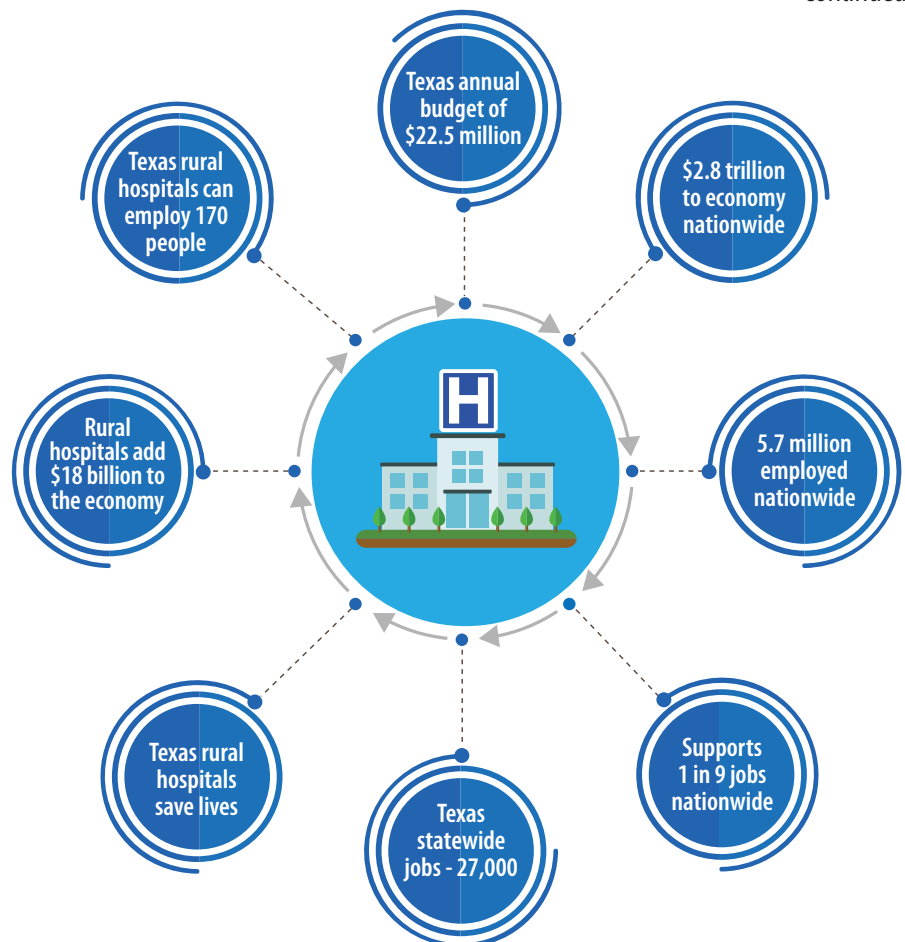 Texas annual
budget of
$22.5 million
$2.8 trillion
to economy
nationwide
5.7 million
employed
nationwide
Supports
1 in 9 jobs
nationwide
Texas
statewide
jobs - 27,000
Texas rural
hospitals
save lives
Rural
hospitals add
$18 billion to
the economy
Texas rural
hospitals can
employ 170
people
H